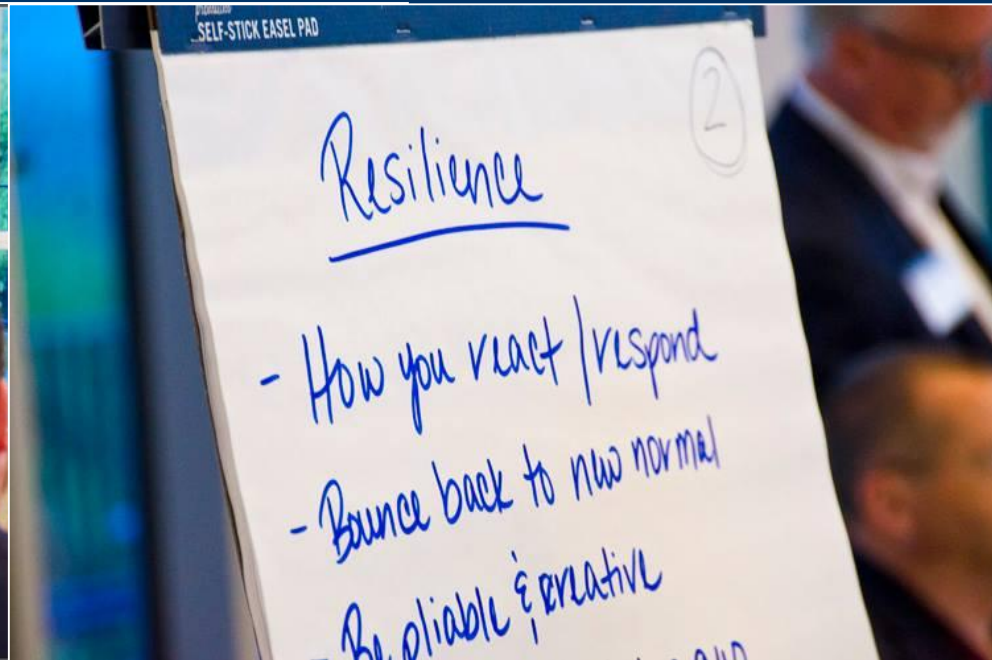 SELF-STICK EASEL PAD
2
Resilience
- How you react / respond
- Bounce back to new normal
- Be pliable & creative